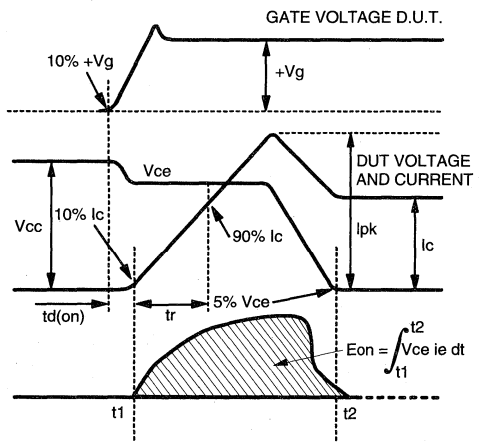 GATE VOLTAGE D.U.T.
10% +Vg
+Vg
Vce
DUT VOLTAGE
AND CURRENT
10% Ic
Vcc
90% Ic
Ipk
Ic
td(on)
tr
5% Vce
Eon = ∫ Vce ie dt
t2
t1
t1
t2